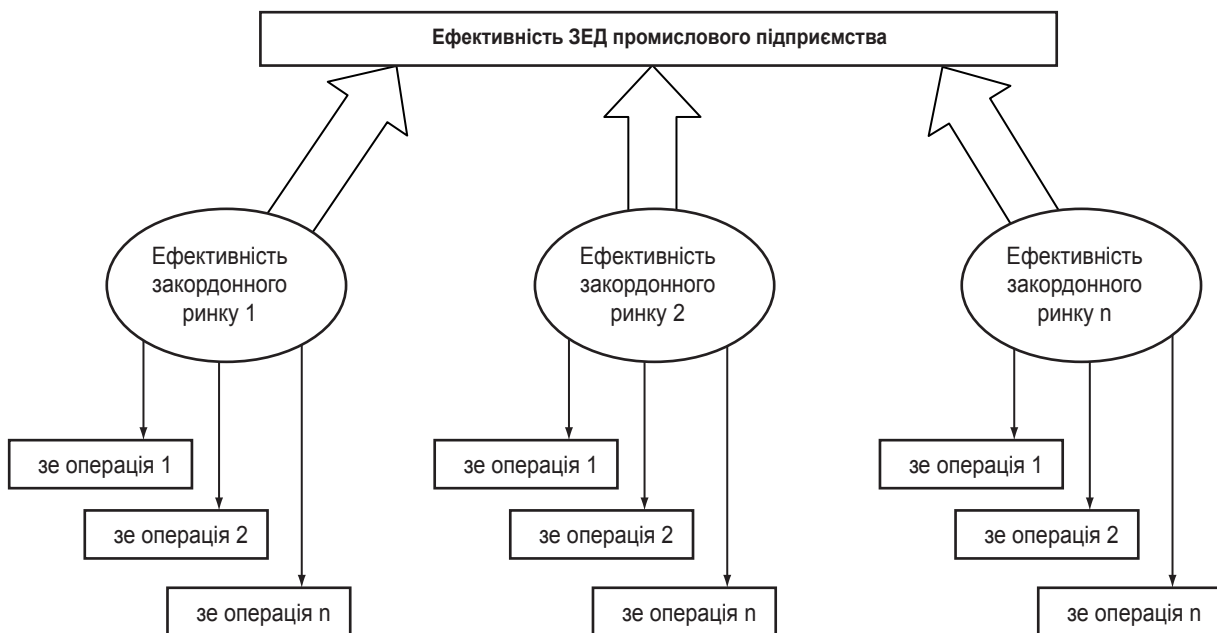 Ефективність ЗЕД промислового підприємства
Ефективність
закордонного
ринку 1
Ефективність
закордонного
ринку 2
Ефективність
закордонного
ринку n
зе операція 1
зе операція 2
зе операція n
зе операція 1
зе операція 2
зе операція n
зе операція 1
зе операція 2
зе операція n